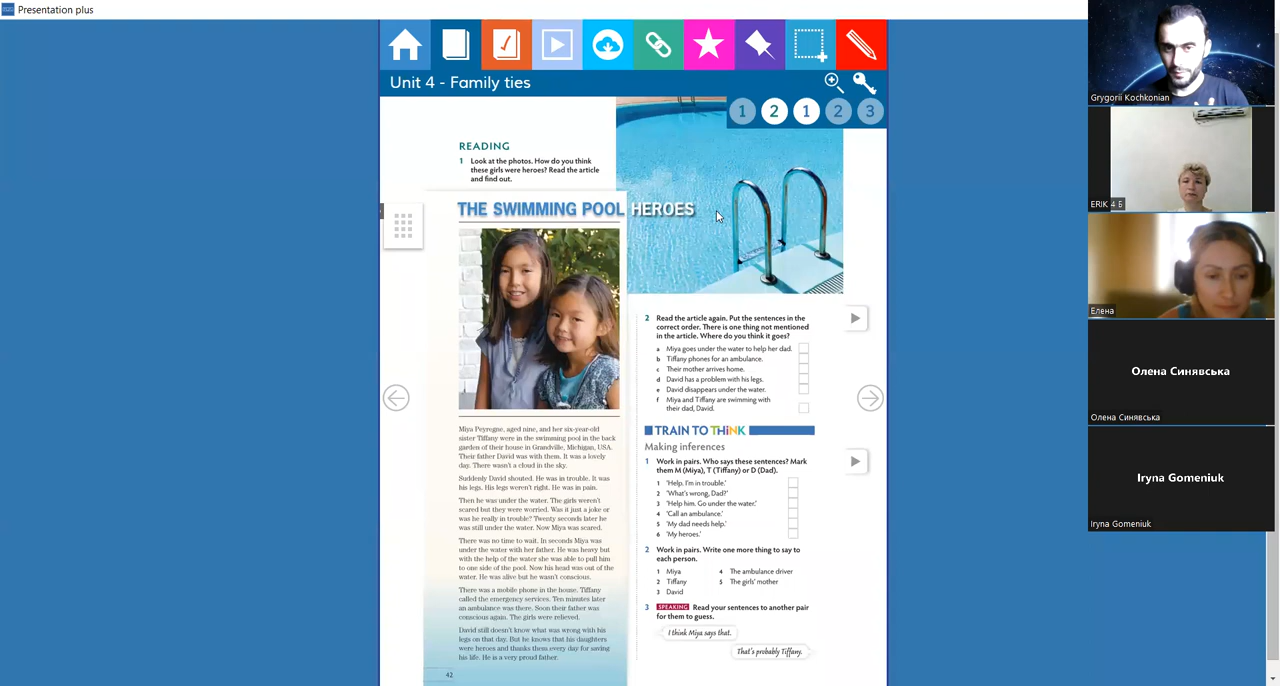 Presentation plus
Unit 4 - Family ties
1 2 1 2 3
READING
1 Look at the photos. How do you think
these girls were heroes? Read the article
and find out.
THE SWIMMING POOL HEROES
Miya Peyregne, aged nine, and her six-year-old
sister Tiffany were in the swimming pool in the back
garden of their house in Grandville, Michigan, USA.
Their father David was with them. It was a lovely
day. There wasn't a cloud in the sky.
Suddenly David shouted. He was in trouble. It was
his legs. His legs weren't right. He was in pain.
Then he was under the water. The girls weren't
scared but they were worried. Was it just a joke or
was he really in trouble? Twenty seconds later he
was still under the water. Now Miya was scared.
There was no time to wait. In seconds Miya was
under the water with her father. He was heavy but
with the help of the water she was able to pull him
to one side of the pool. Now his head was out of the
water. He was alive but he wasn't conscious.
There was a mobile phone in the house. Tiffany
called the emergency services. Ten minutes later
an ambulance was there. Soon their father was
conscious again. The girls were relieved.
David still doesn't know what was wrong with his
legs on that day. But he knows that his daughters
were heroes and thanks them every day for saving
his life. He is a very proud father.
42
2 Read the article again. Put the sentences in the
correct order. There is one thing not mentioned
in the article. Where do you think it goes?
a Miya goes under the water to help her dad.
b Tiffany phones for an ambulance.
c Their mother arrives home.
d David has a problem with his legs.
e David disappears under the water.
f Miya and Tiffany are swimming with
their dad, David.
TRAIN TO THiNK
Making inferences
1 Work in pairs. Who says these sentences? Mark
them M (Miya), T (Tiffany) or D (Dad).
1 'Help. I'm in trouble.'
2 'What's wrong, Dad?'
3 'Help him. Go under the water.'
4 'Call an ambulance.'
5 'My dad needs help.'
6 'My heroes.'
2 Work in pairs. Write one more thing to say to
each person.
1 Miya
2 Tiffany
3 David
4 The ambulance driver
5 The girls' mother
3 SPEAKING Read your sentences to another pair
for them to guess.
I think Miya says that.
That's probably Tiffany.
Grygorii Kochkonian
ERIK 4 Б
Елена
Олена Синявська
Олена Синявська
Iryna Gomeniuk
Iryna Gomeniuk